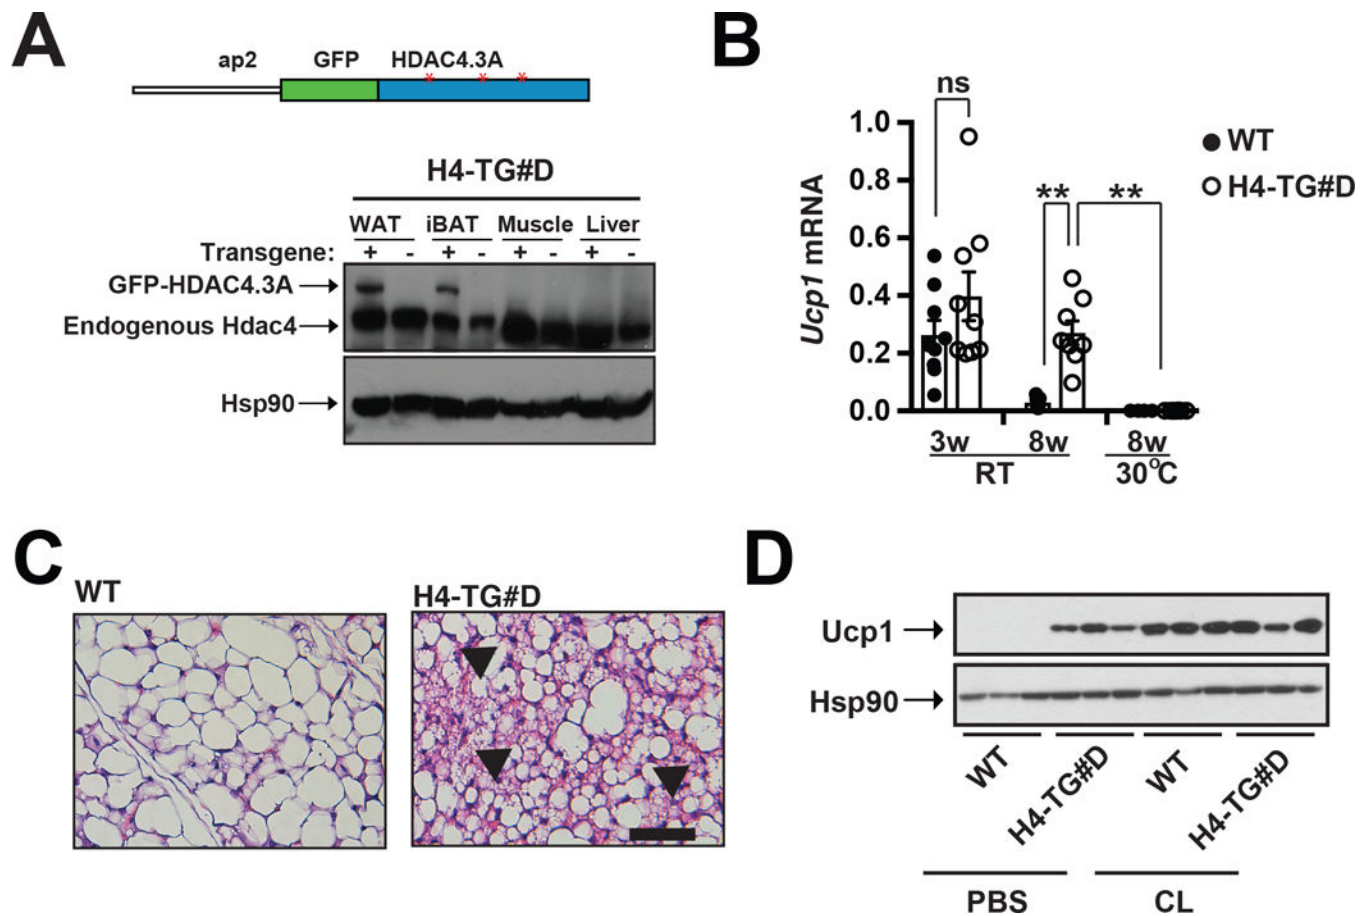 A
ap2 GFP HDAC4.3A
* * *
H4-TG#D
WAT iBAT Muscle Liver
Transgene: + - + - + - + -
GFP-HDAC4.3A
Endogenous Hdac4
Hsp90
B
ns
** **
WT
H4-TG#D
Ucp1 mRNA
1.0
0.8
0.6
0.4
0.2
0.0
3w 8w 8w
RT 30°C
C
WT
H4-TG#D
D
Ucp1
Hsp90
WT H4-TG#D WT H4-TG#D
PBS CL